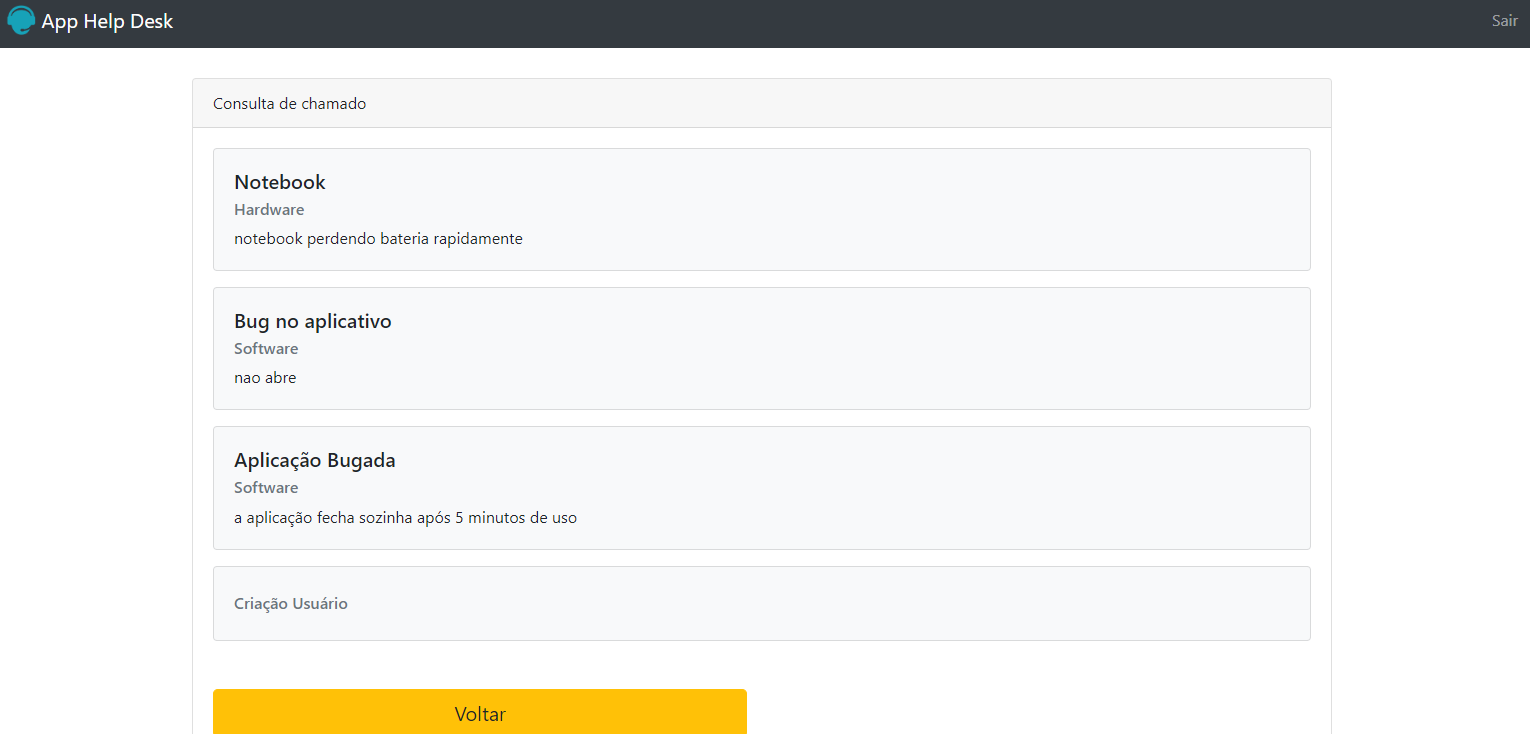 App Help Desk
Sair
Consulta de chamado
Notebook
Hardware
notebook perdendo bateria rapidamente
Bug no aplicativo
Software
nao abre
Aplicação Bugada
Software
a aplicação fecha sozinha após 5 minutos de uso
Criação Usuário
Voltar